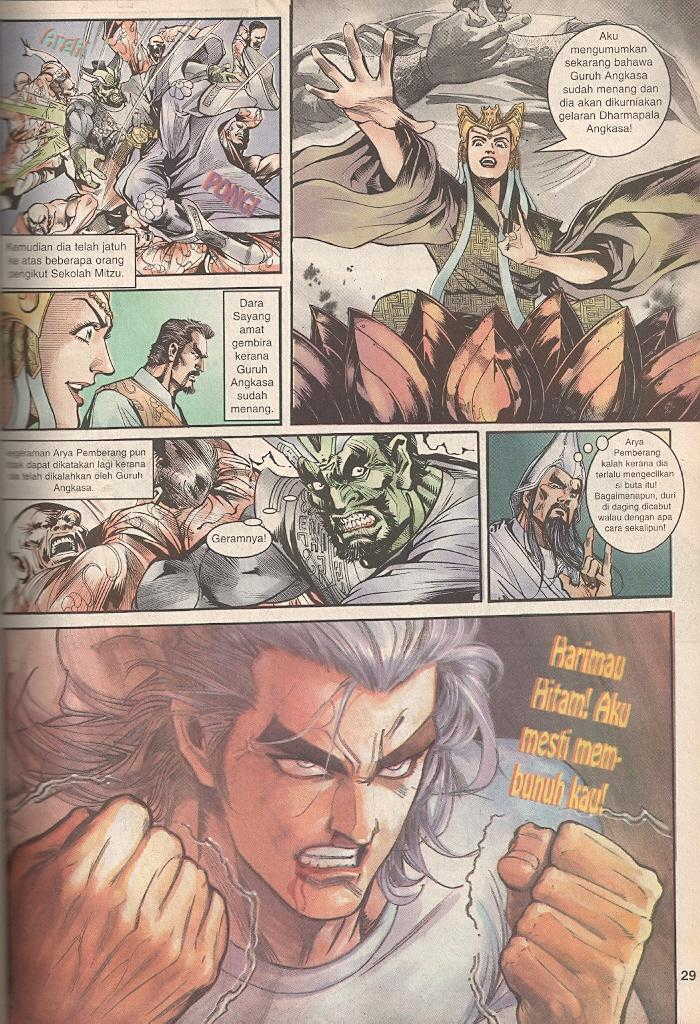 PONG!
Kemudian dia telah jatuh
ke atas beberapa orang
pengikut Sekolah Mitzu.
Aku
mengumumkan
sekarang bahawa
Guruh Angkasa
sudah menang dan
dia akan dikurniakan
gelaran Dharmapala
Angkasa!
Dara
Sayang
amat
gembira
kerana
Guruh
Angkasa
sudah
menang.
Arya Pemberang pun
dapat dikatakan lagi kerana
telah dikalahkan oleh Guruh
Angkasa.
Geramnya!
Arya
Pemberang
kalah kerana dia
terlalu mengecilkan
si buta itu!
Bagaimenapun, duri
di daging dicabut
walau dengan apa
cara sekalipun!
Harimau
Hitam! Aku
mesti mem-
bunuh kau!
29